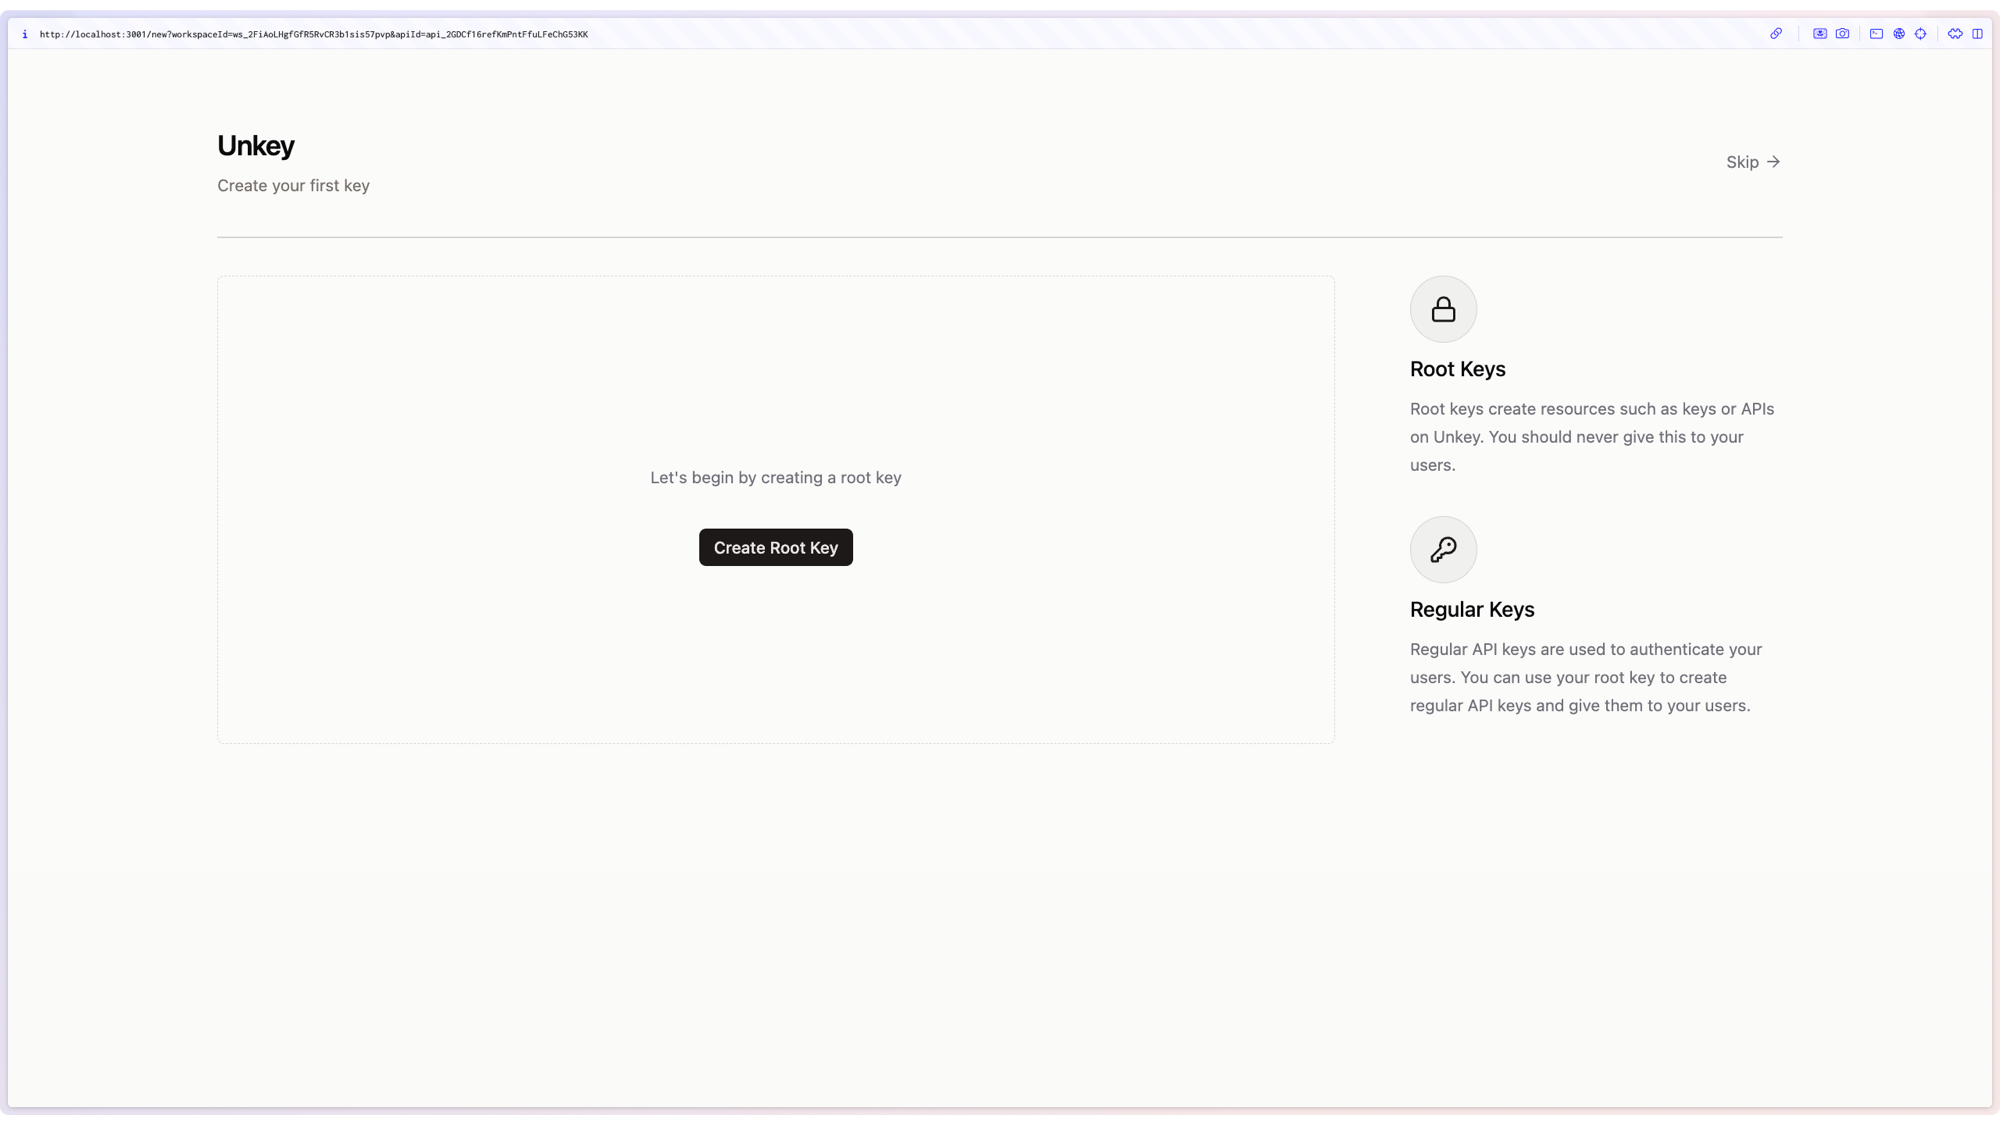 http://localhost:3001/new?workspaceId=ws_2FiAoLHgfGfR5RvCR3b1sis57pvp&apiId=api_2GDCf16refKmPntFfuLFeChG53KK
Unkey
Create your first key
Skip →
Let's begin by creating a root key
Create Root Key
Root Keys
Root keys create resources such as keys or APIs
on Unkey. You should never give this to your
users.
Regular Keys
Regular API keys are used to authenticate your
users. You can use your root key to create
regular API keys and give them to your users.